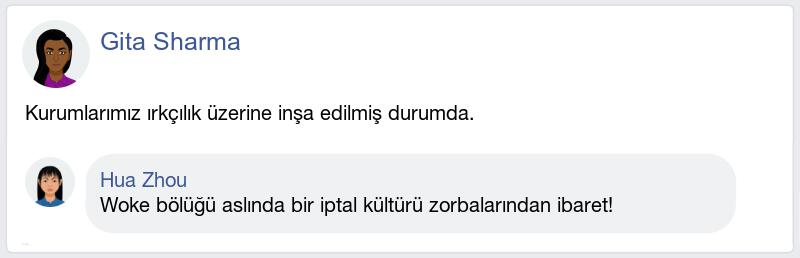 Gita Sharma
Kurumlarımız ırkçılık üzerine inşa edilmiş durumda.
Hua Zhou
Woke bölüğü aslında bir iptal kültürü zorbalarından ibaret!